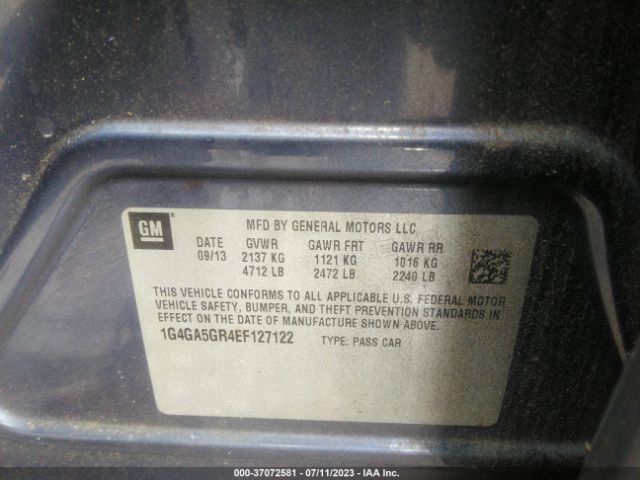 GM
MFD BY GENERAL MOTORS LLC
DATE GVWR GAWR FRT GAWR RR
09/13 2137 KG 1121 KG 1016 KG
4712 LB 2472 LB 2240 LB
THIS VEHICLE CONFORMS TO ALL APPLICABLE U.S. FEDERAL MOTOR
VEHICLE SAFETY, BUMPER, AND THEFT PREVENTION STANDARDS IN
EFFECT ON THE DATE OF MANUFACTURE SHOWN ABOVE.
1G4GA5GR4EF127122 TYPE: PASS CAR
000-37072581 - 07/11/2023 - IAA Inc.